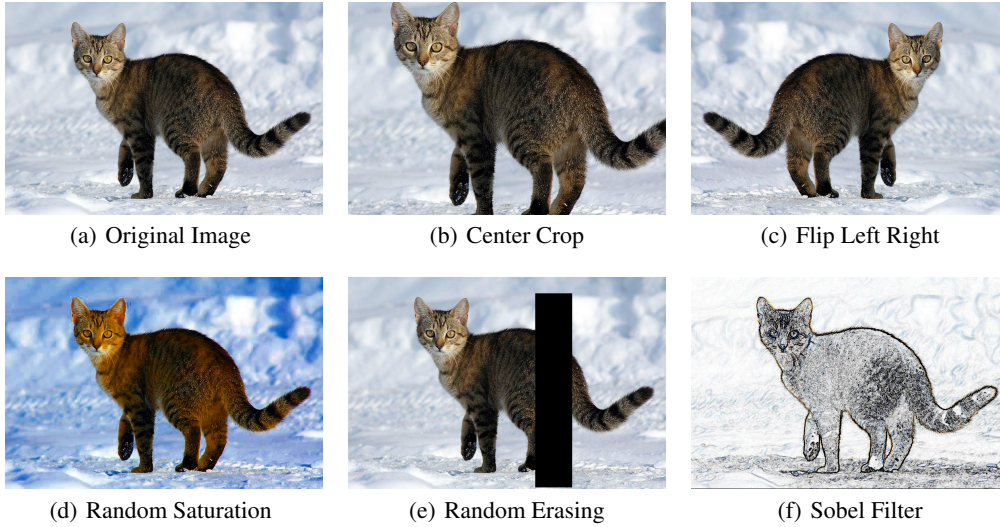 (a) Original Image
(b) Center Crop
(c) Flip Left Right
(d) Random Saturation
(e) Random Erasing
(f) Sobel Filter